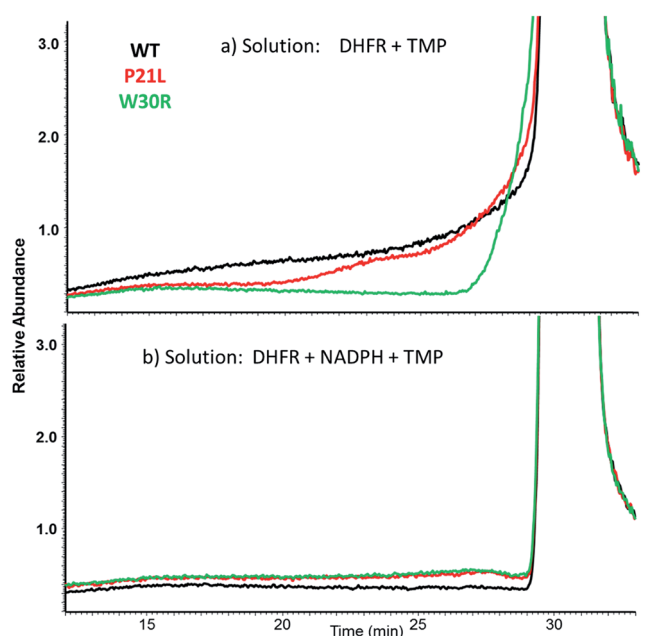 3.0
WT
a) Solution: DHFR + TMP
P21L
W30R
2.0
1.0
Relative Abundance
3.0
b) Solution: DHFR + NADPH + TMP
2.0
1.0
15 20 25 30
Time (min)